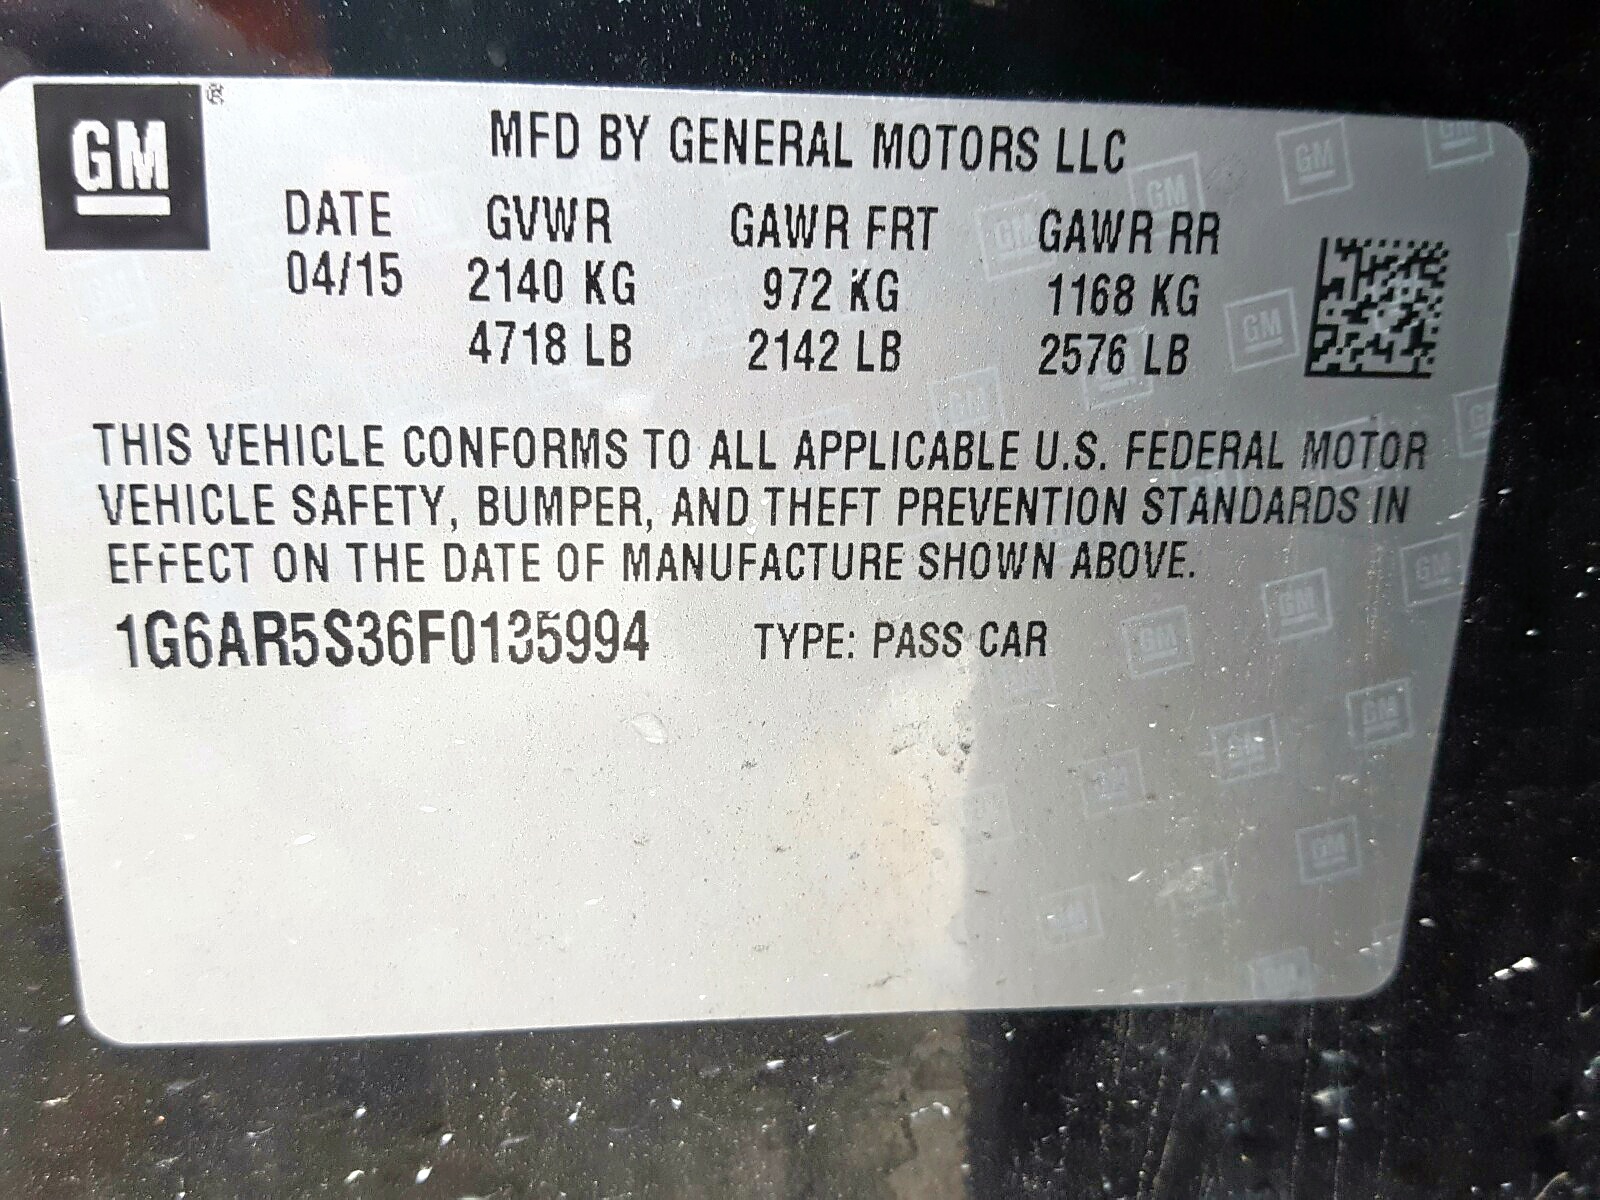 GM ®
MFD BY GENERAL MOTORS LLC
DATE GVWR GAWR FRT GAWR RR
04/15 2140 KG 972 KG 1168 KG
4718 LB 2142 LB 2576 LB
THIS VEHICLE CONFORMS TO ALL APPLICABLE U.S. FEDERAL MOTOR
VEHICLE SAFETY, BUMPER, AND THEFT PREVENTION STANDARDS IN
EFFECT ON THE DATE OF MANUFACTURE SHOWN ABOVE.
1G6AR5S36F0135994 TYPE: PASS CAR